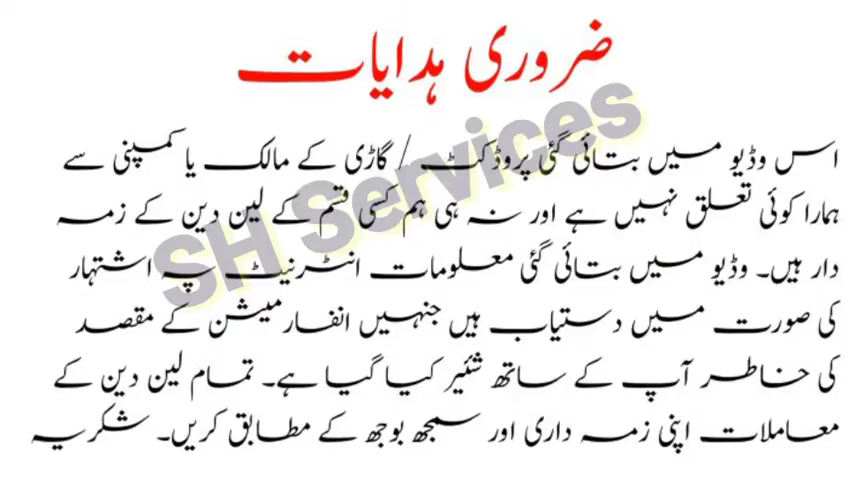 ضروری ہدایات
اس وڈیو میں بتائی گئی پروڈکٹ / گاڑی کے مالک یا کمپنی سے
ہمارا کوئی تعلق نہیں ہے اور نہ ہی ہم کسی قسم کے لین دین کے زمہ
دار ہیں۔ وڈیو میں بتائی گئی معلومات انٹرنیٹ پہ اشتہار
کی صورت میں دستیاب ہیں جنہیں انفارمیشن کے مقصد
کی خاطر آپ کے ساتھ شئیر کیا گیا ہے۔ تمام لین دین کے
معاملات اپنی زمہ داری اور سمجھ بوجھ کے مطابق کریں۔ شکریہ
SH Services